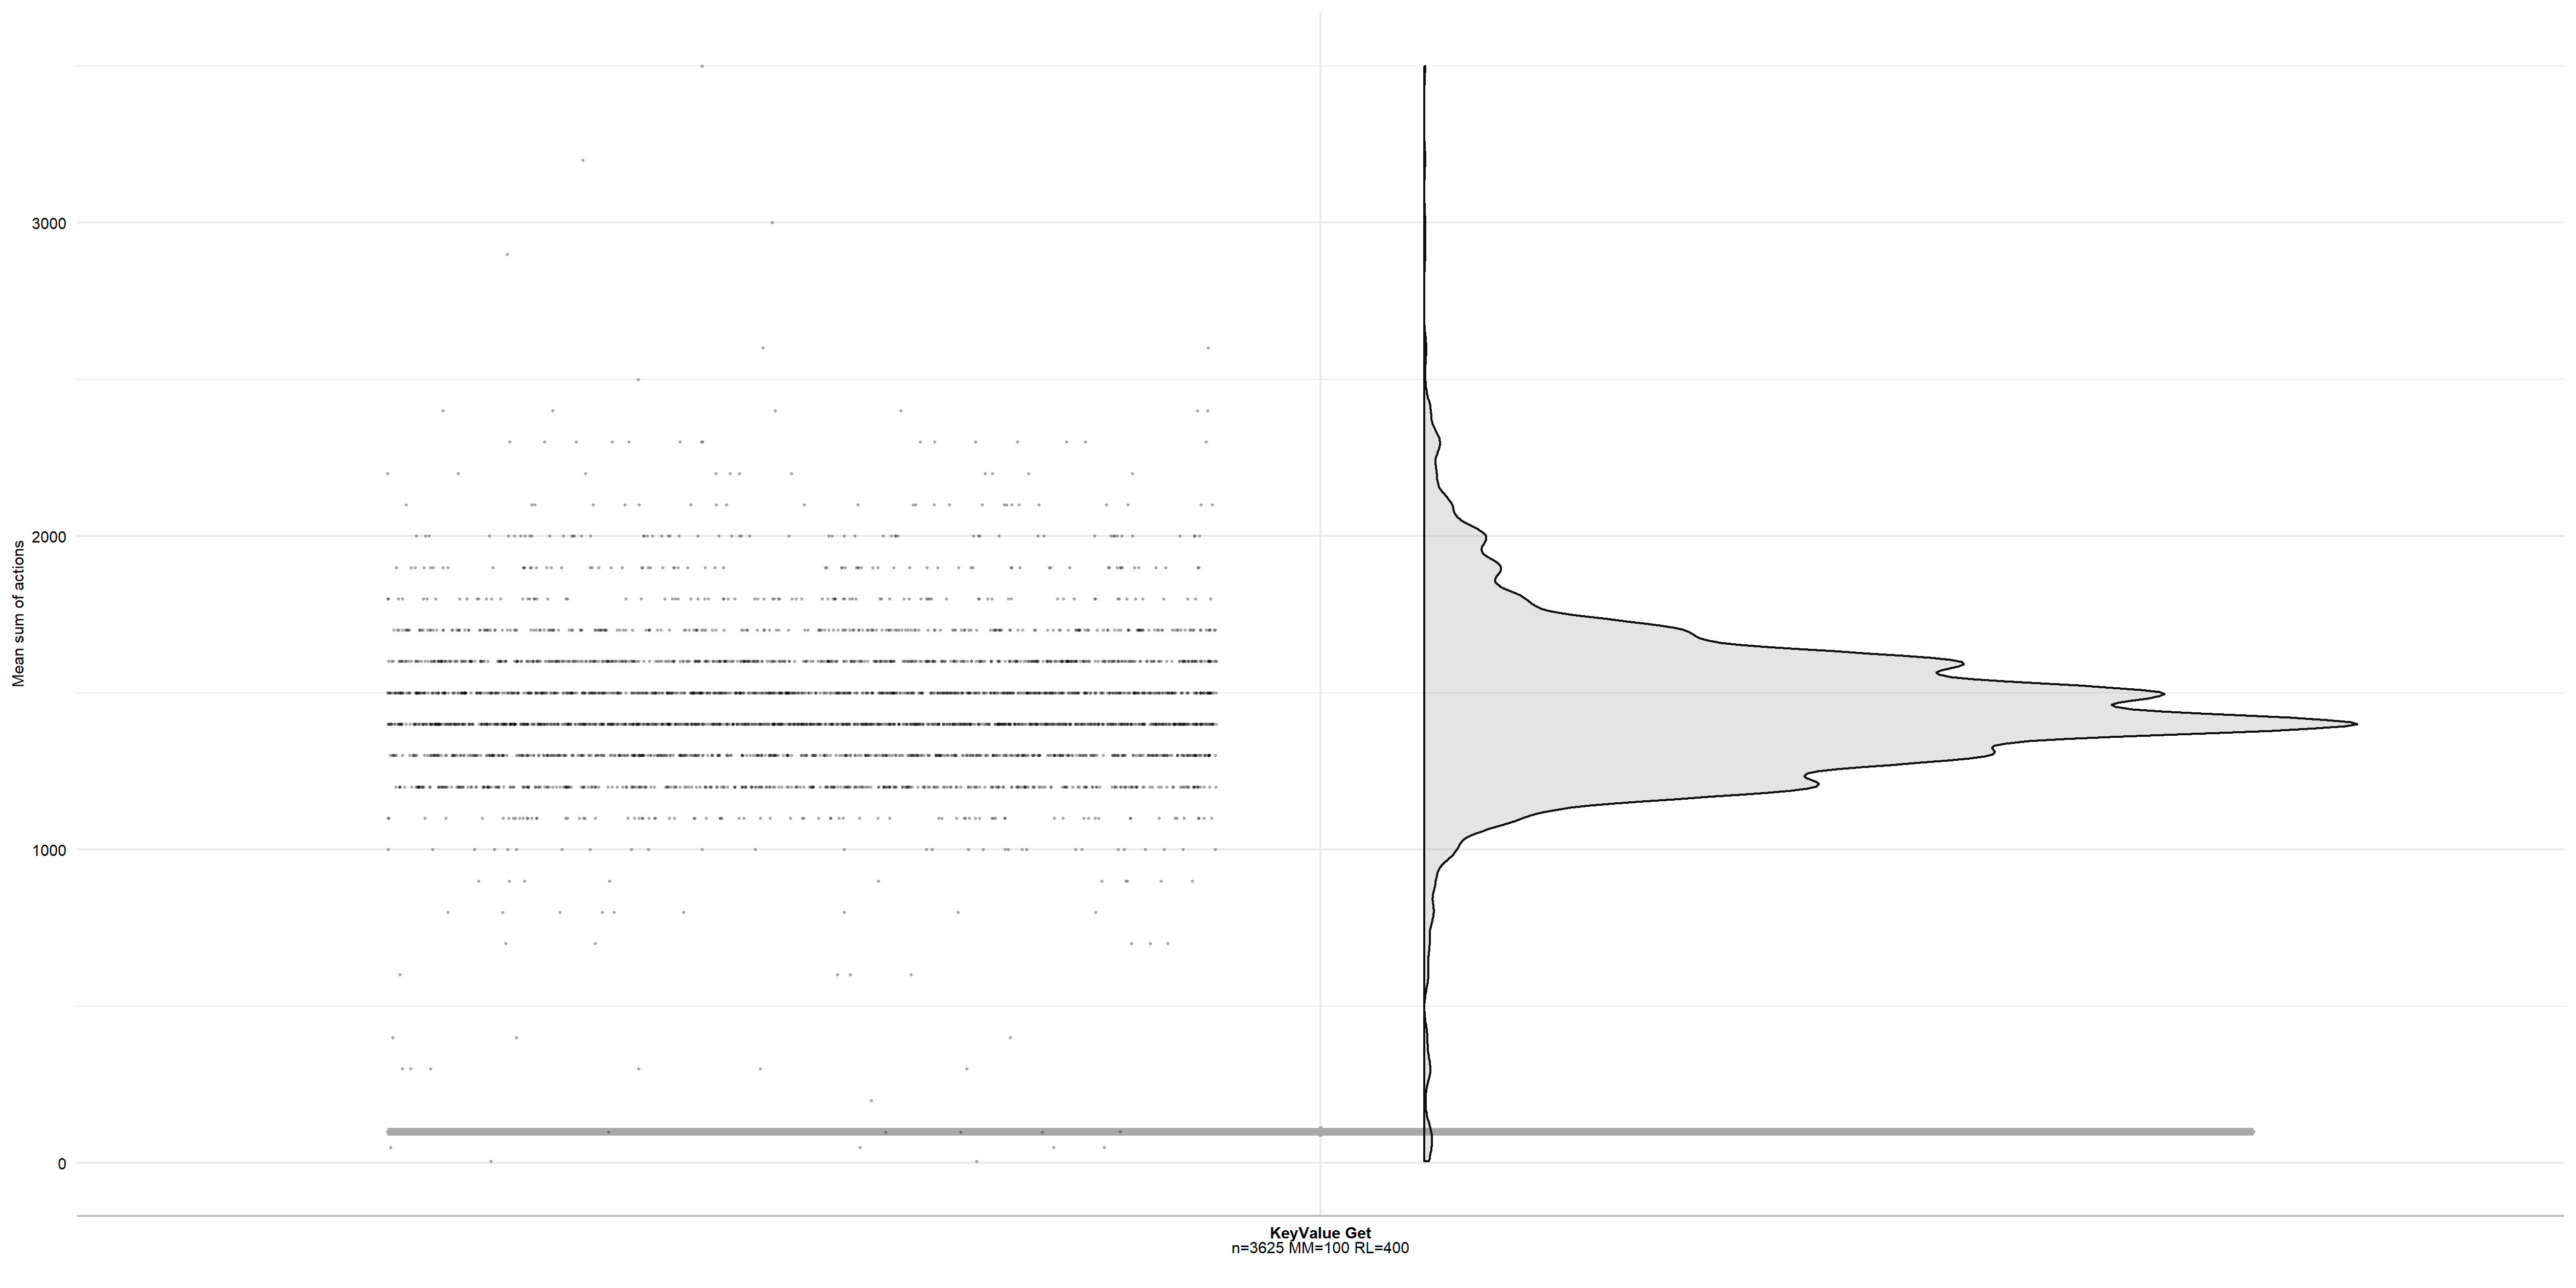 Mean sum of actions
3000
2000
1000
0
KeyValue Get
n=3625 MM=100 RL=400